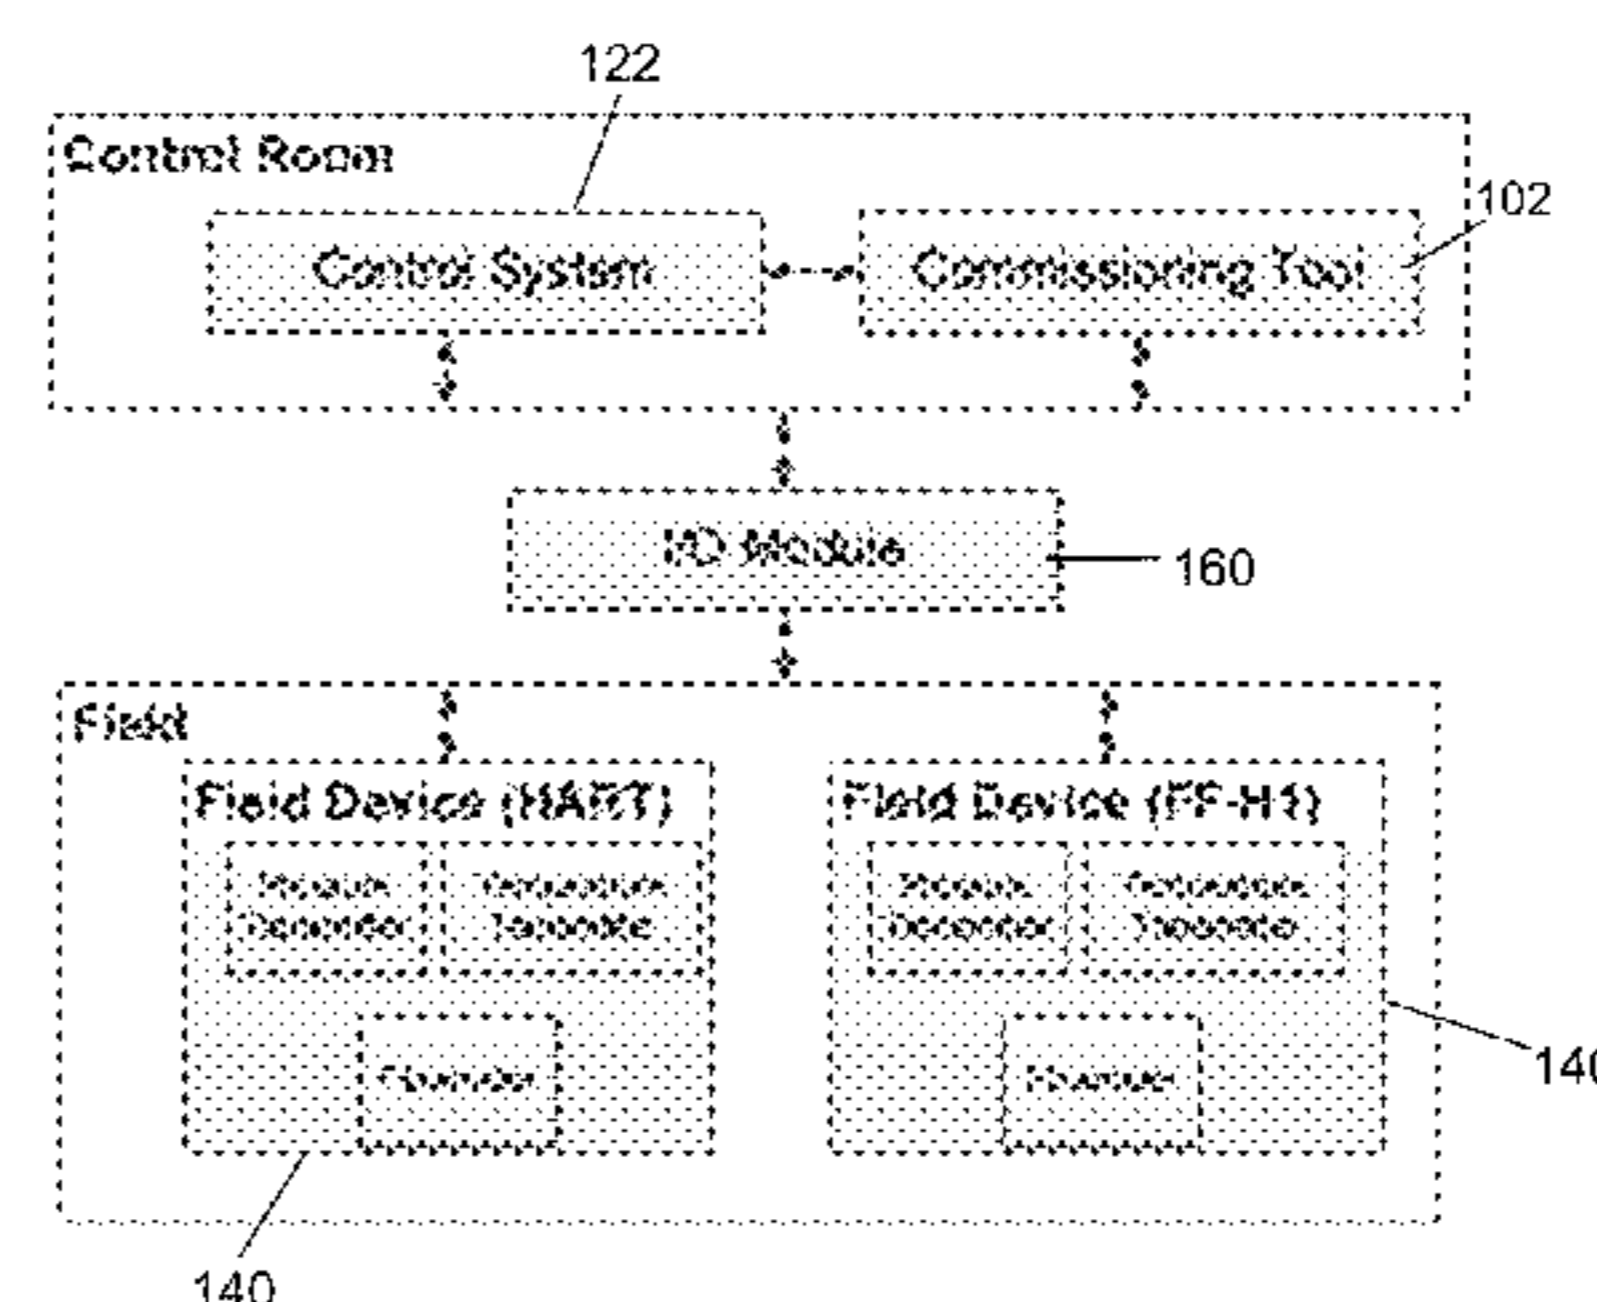 122
Control Room
102
Control System
Commissioning Tool
I/O Module
160
Field
Field Device (HART)
Field Device (FF-H1)
Temperature
140
140